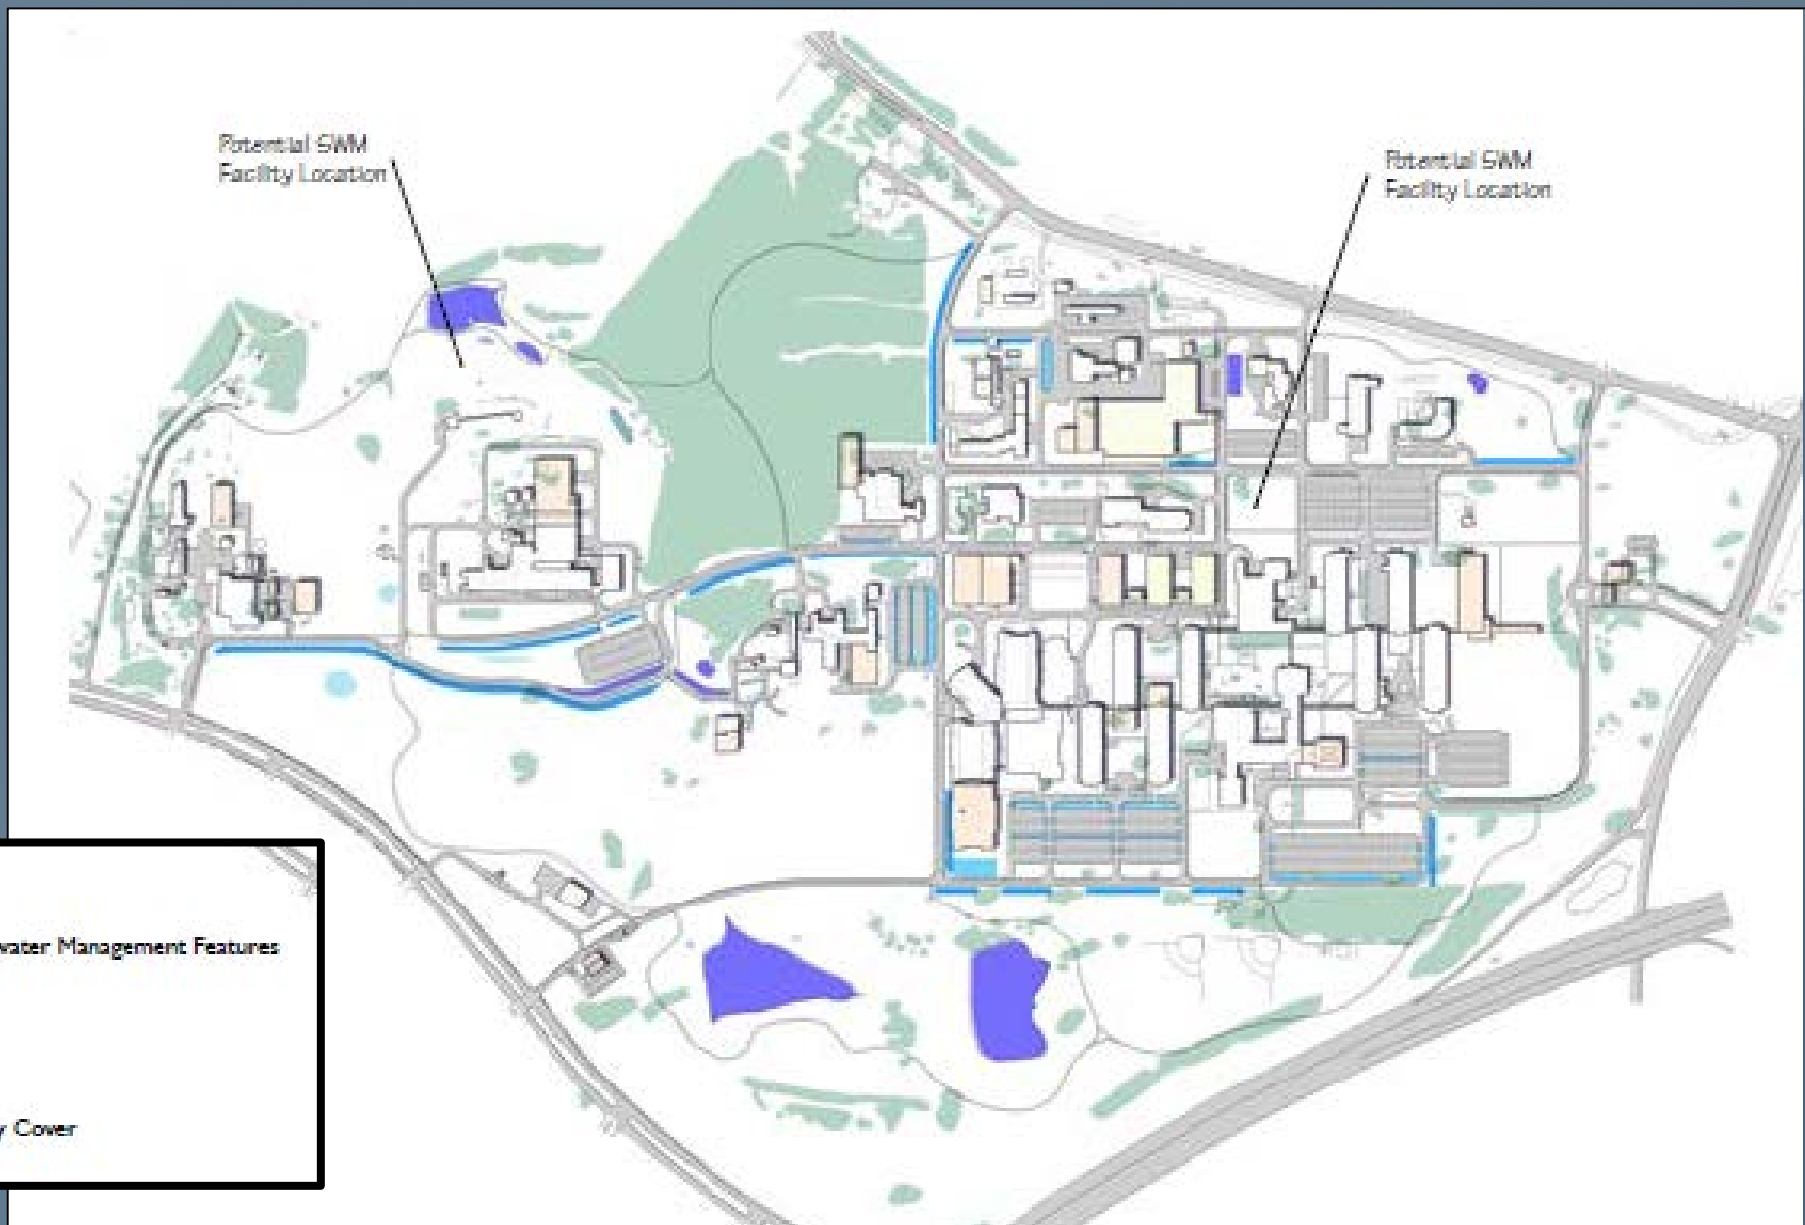 Potential SWM
Facility Location
Potential SWM
Facility Location
water Management Features
y Cover